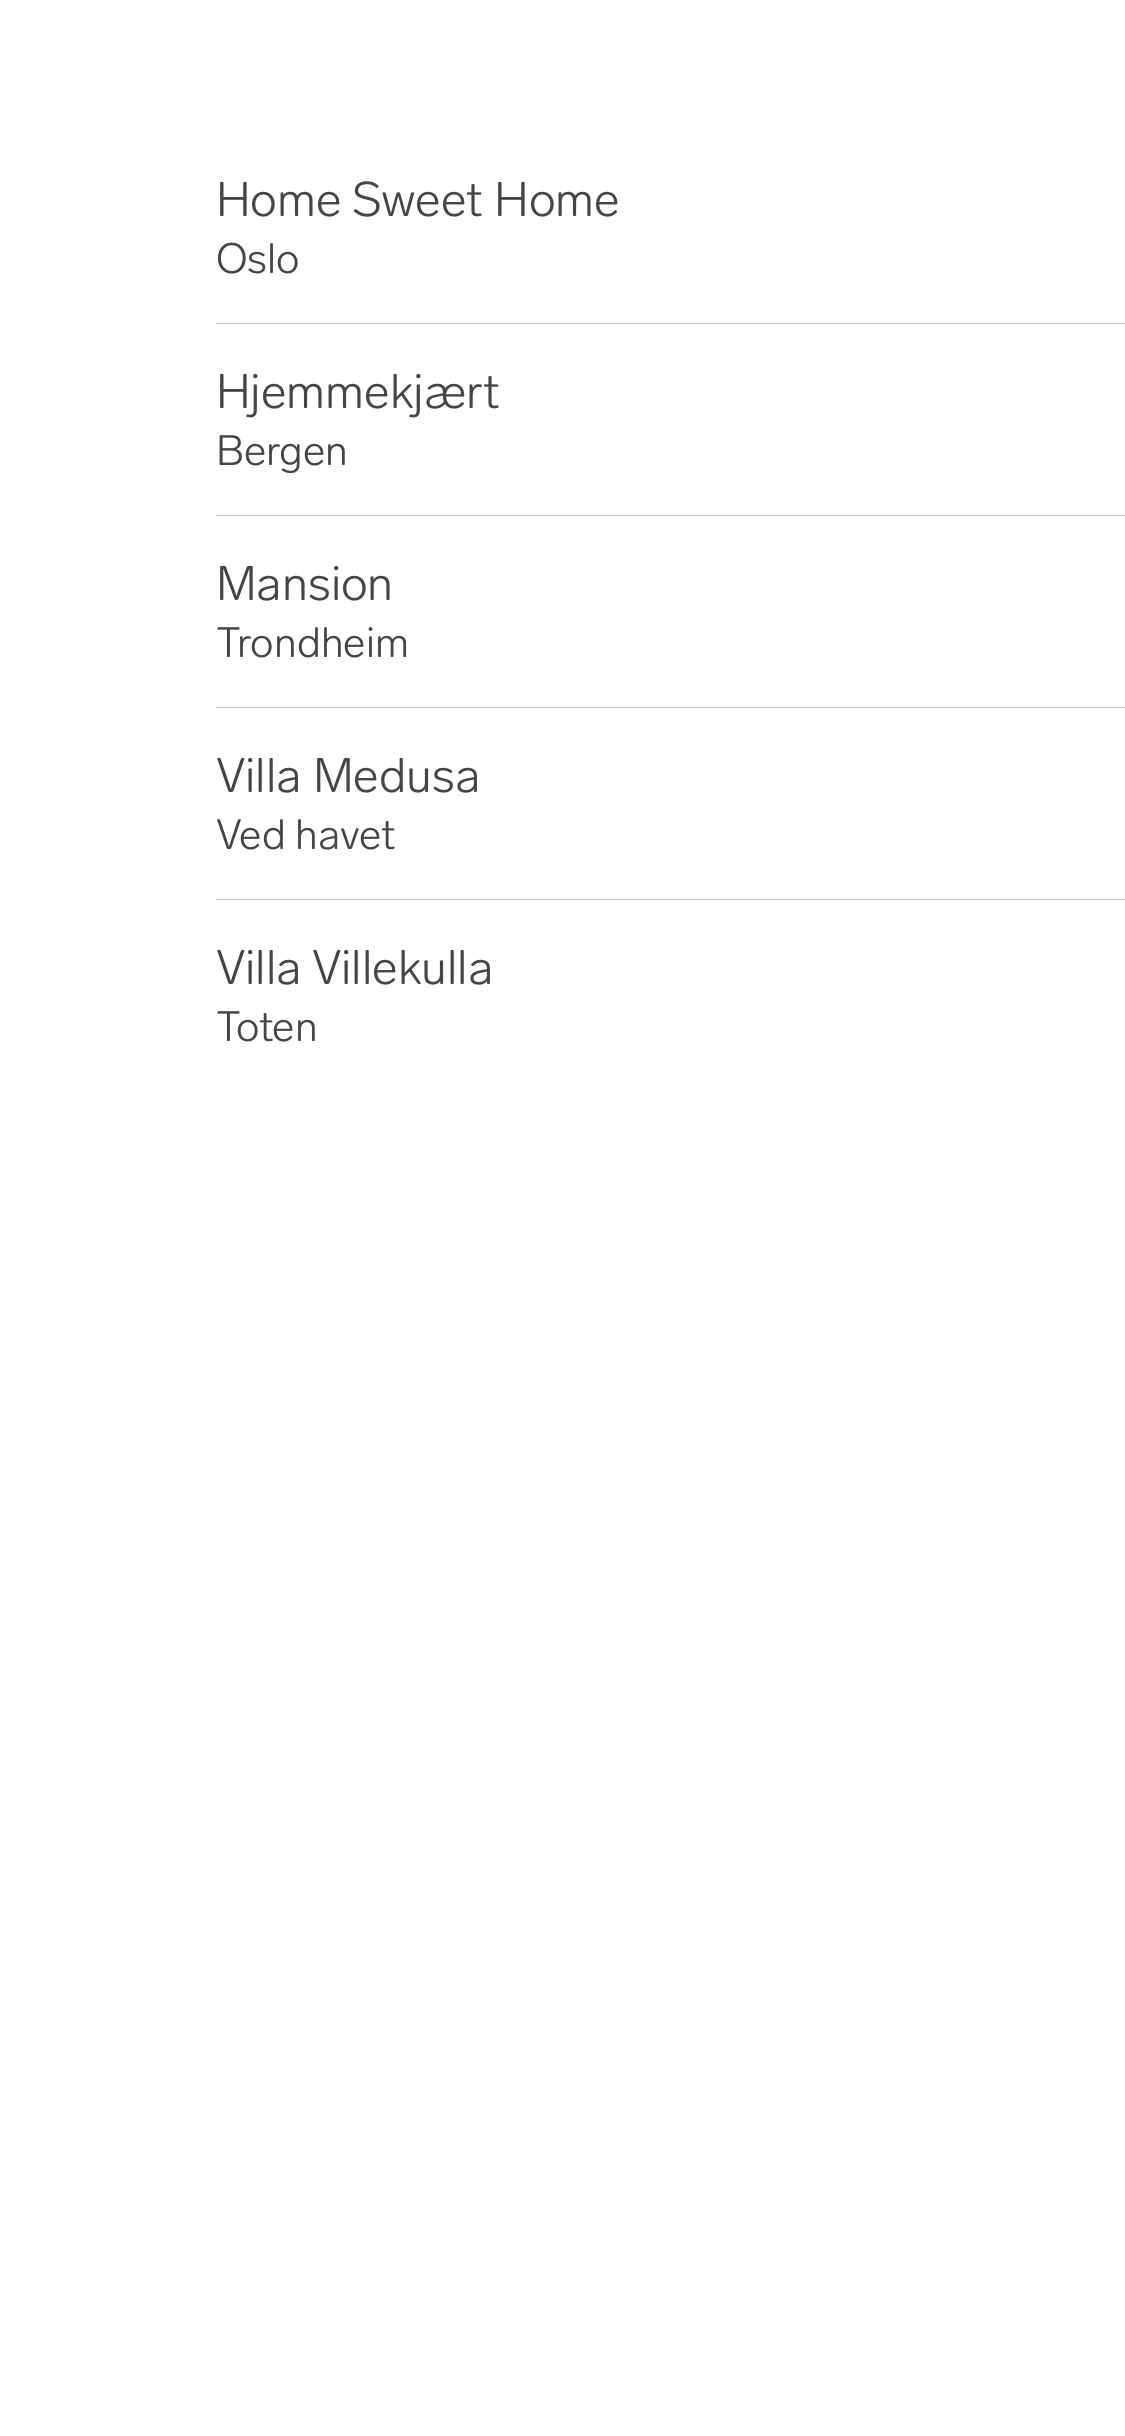 Home Sweet Home
Oslo
Hjemmekjært
Bergen
Mansion
Trondheim
Villa Medusa
Ved havet
Villa Villekulla
Toten